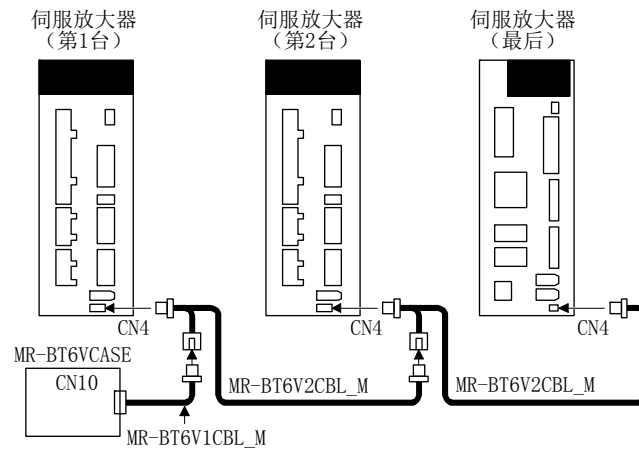 伺服放大器
（第1台）
伺服放大器
（第2台）
伺服放大器
（最后）
CN4
CN4
CN4
MR-BT6VCASE
CN10
MR-BT6V2CBL_M
MR-BT6V2CBL_M
MR-BT6V1CBL_M